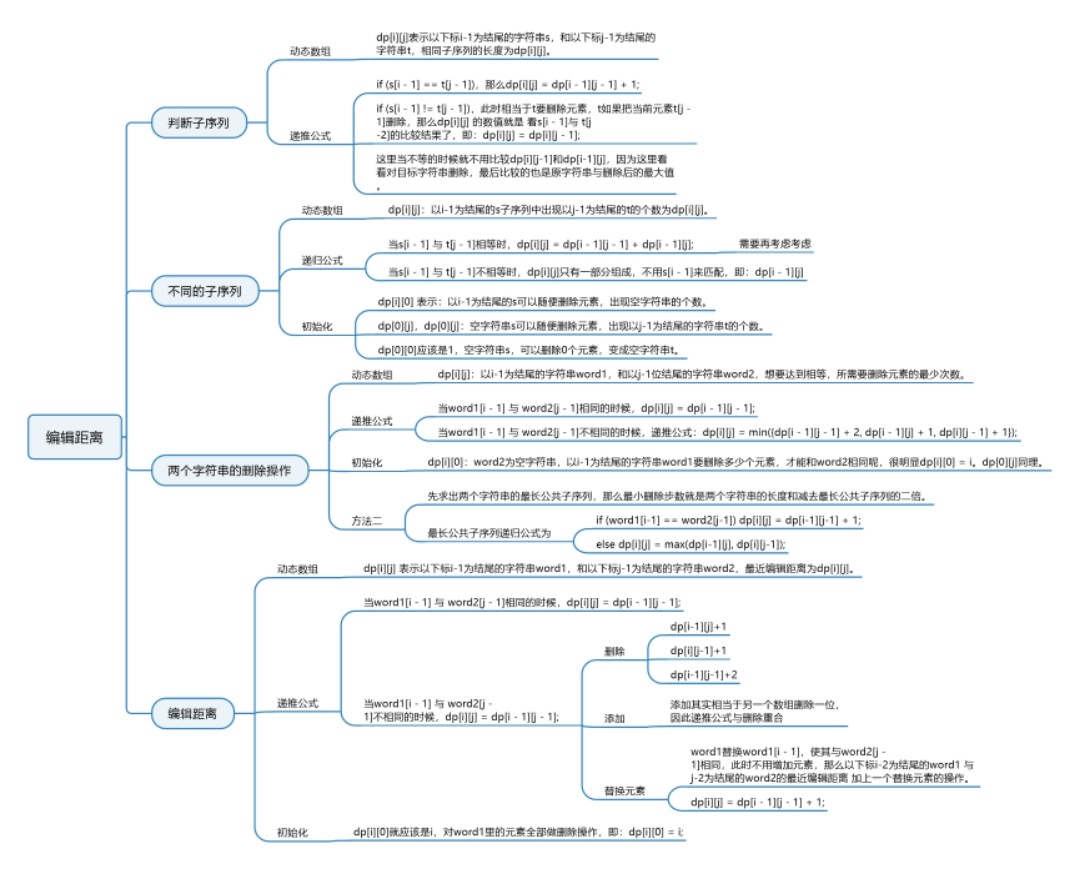 编辑距离
判断子序列
动态数组
dp[i][j]表示以下标i-1为结尾的字符串s，和以下标j-1为结尾的
字符串t，相同子序列的长度为dp[i][j]。
递推公式
if (s[i - 1] == t[j - 1])，那么dp[i][j] = dp[i - 1][j - 1] + 1;
if (s[i - 1] != t[j - 1])，此时相当于t要删除元素，t如果把当前元素t[j -
1]删除，那么dp[i][j] 的数值就是 看s[i - 1]与 t[j
-2]的比较结果了，即：dp[i][j] = dp[i][j - 1];
这里当不等的时候就不用比较dp[i][j-1]和dp[i-1][j]，因为这里看
看对目标字符串删除，最后比较的也是原字符串与删除后的最大值
。
不同的子序列
动态数组
dp[i][j]：以i-1为结尾的s子序列中出现以j-1为结尾的t的个数为dp[i][j]。
递归公式
当s[i - 1] 与 t[j - 1]相等时，dp[i][j] = dp[i - 1][j - 1] + dp[i - 1][j];
需要再考虑考虑
当s[i - 1] 与 t[j - 1]不相等时，dp[i][j]只有一部分组成，不用s[i - 1]来匹配，即：dp[i - 1][j]
初始化
dp[i][0] 表示：以i-1为结尾的s可以随便删除元素，出现空字符串的个数。
dp[0][j]，dp[0][j]：空字符串s可以随便删除元素，出现以j-1为结尾的字符串t的个数。
dp[0][0]应该是1，空字符串s，可以删除0个元素，变成空字符串t。
两个字符串的删除操作
动态数组
dp[i][j]：以i-1为结尾的字符串word1，和以j-1位结尾的字符串word2，想要达到相等，所需要删除元素的最少次数。
递推公式
当word1[i - 1] 与 word2[j - 1]相同的时候，dp[i][j] = dp[i - 1][j - 1];
当word1[i - 1] 与 word2[j - 1]不相同的时候，递推公式：dp[i][j] = min({dp[i - 1][j - 1] + 2, dp[i - 1][j] + 1, dp[i][j - 1] + 1});
初始化
dp[i][0]：word2为空字符串，以i-1为结尾的字符串word1要删除多少个元素，才能和word2相同呢，很明显dp[i][0] = i。dp[0][j]同理。
方法二
先求出两个字符串的最长公共子序列，那么最小删除步数就是两个字符串的长度和减去最长公共子序列的二倍。
最长公共子序列递归公式为
if (word1[i-1] == word2[j-1]) dp[i][j] = dp[i-1][j-1] + 1;
else dp[i][j] = max(dp[i-1][j], dp[i][j-1]);
编辑距离
动态数组
dp[i][j] 表示以下标i-1为结尾的字符串word1，和以下标j-1为结尾的字符串word2，最近编辑距离为dp[i][j]。
递推公式
当word1[i - 1] 与 word2[j - 1]相同的时候，dp[i][j] = dp[i - 1][j - 1];
当word1[i - 1] 与 word2[j -
1]不相同的时候，dp[i][j] = dp[i - 1][j - 1];
删除
dp[i-1][j]+1
dp[i][j-1]+1
dp[i-1][j-1]+2
添加
添加其实相当于另一个数组删除一位，
因此递推公式与删除重合
替换元素
word1替换word1[i - 1]，使其与word2[j -
1]相同，此时不用增加元素，那么以下标i-2为结尾的word1 与
j-2为结尾的word2的最近编辑距离 加上一个替换元素的操作。
dp[i][j] = dp[i - 1][j - 1] + 1;
初始化
dp[i][0]就应该是i，对word1里的元素全部做删除操作，即：dp[i][0] = i;